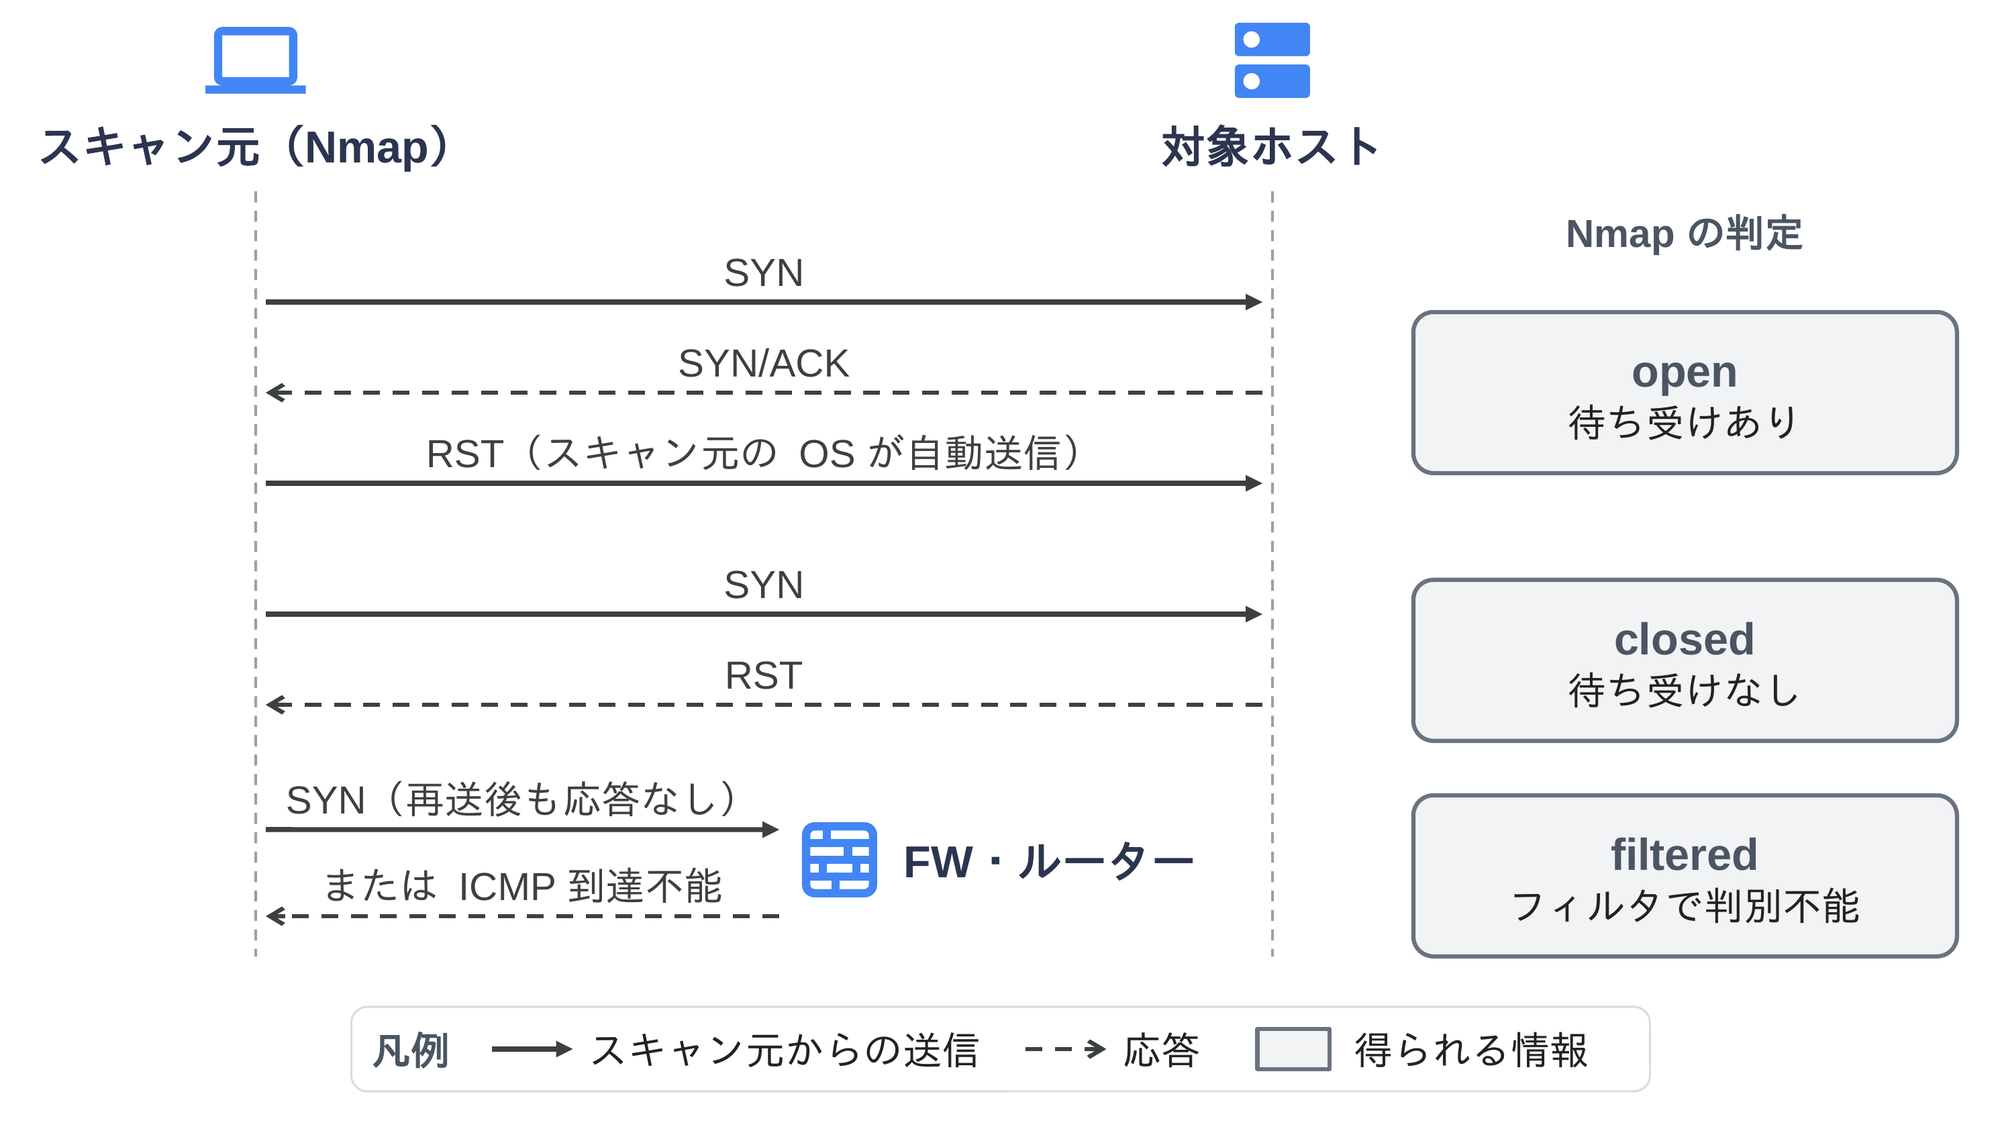 スキャン元（Nmap）
対象ホスト
Nmap の判定
SYN
SYN/ACK
RST（スキャン元の OS が自動送信）
open
待ち受けあり
SYN
RST
closed
待ち受けなし
SYN（再送後も応答なし）
または ICMP 到達不能
FW・ルーター
filtered
フィルタで判別不能
凡例
スキャン元からの送信
応答
得られる情報